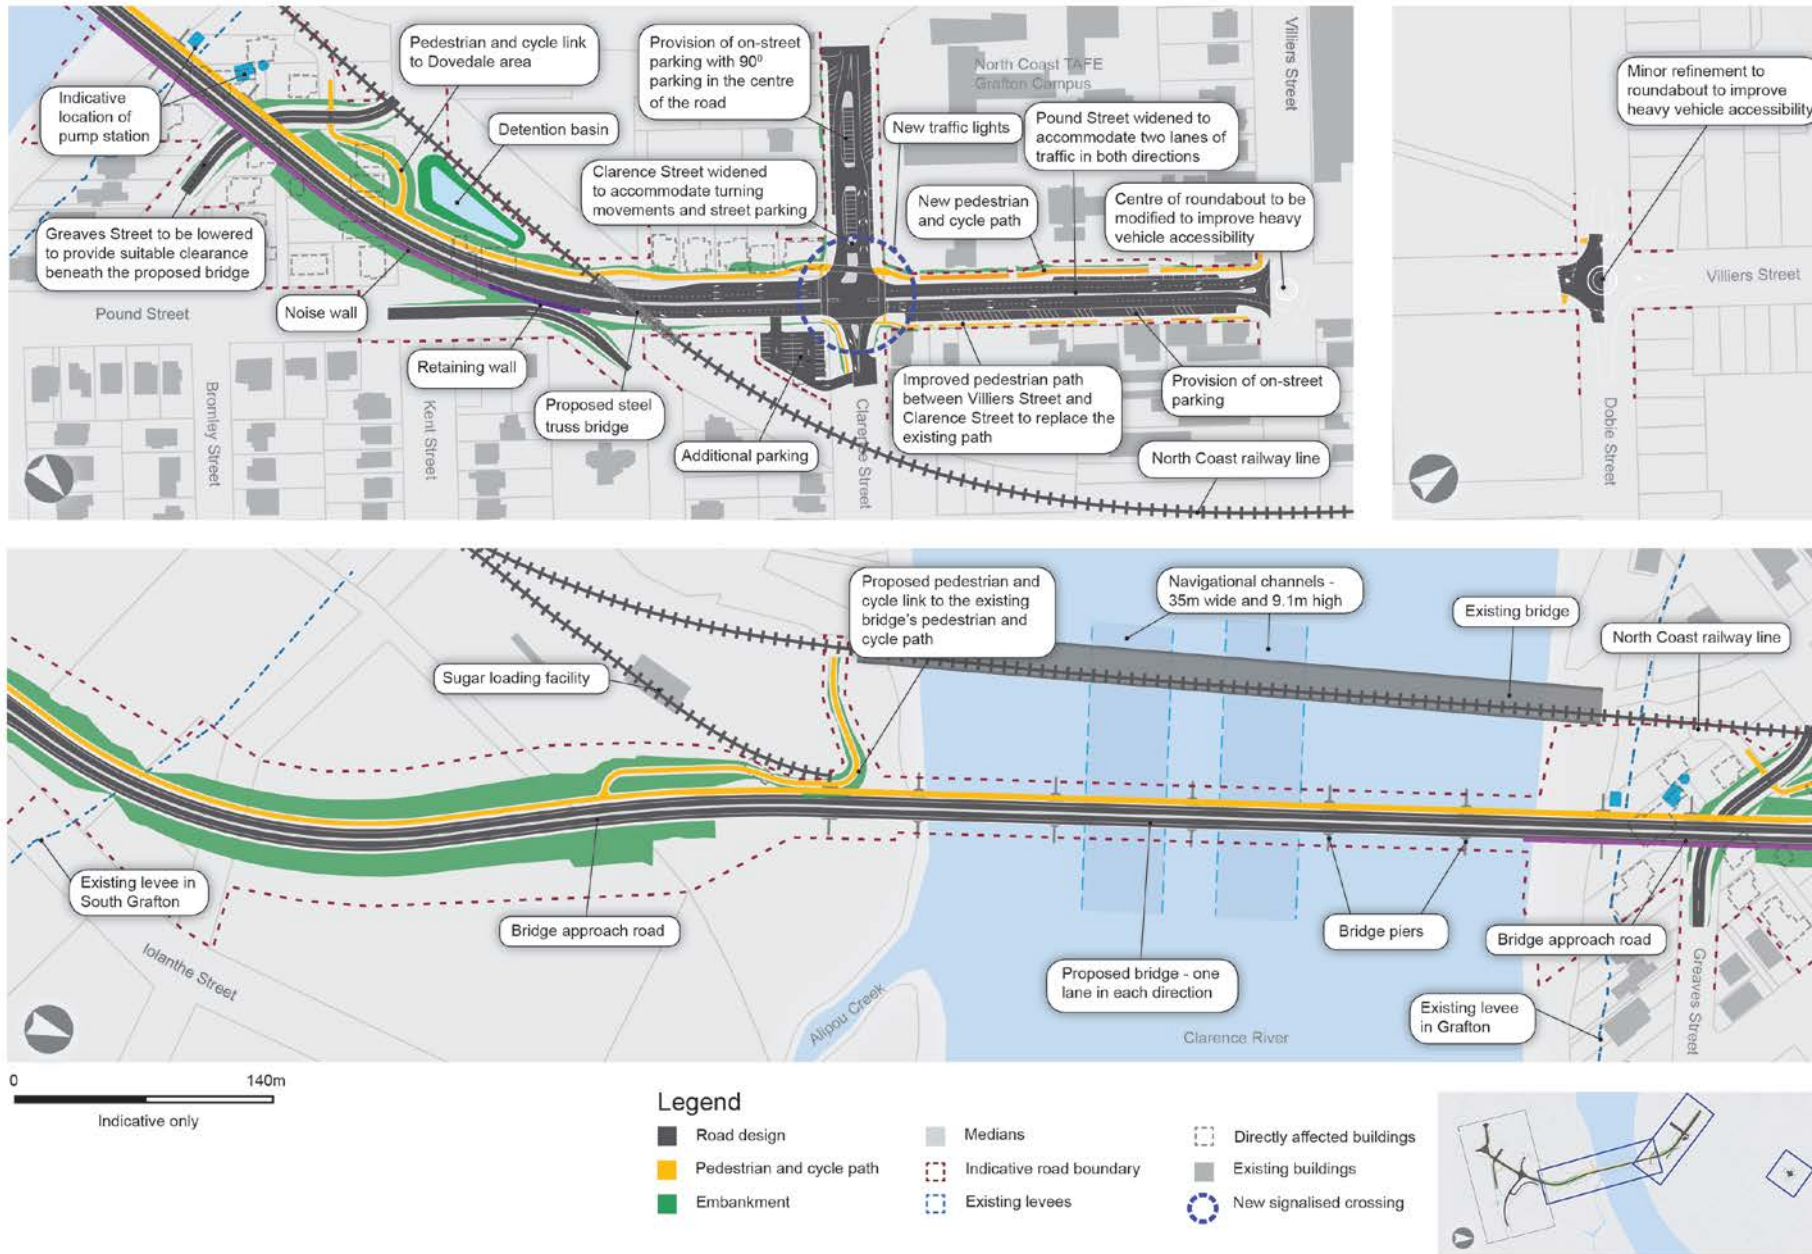 Pedestrian and cycle link
to Dovedale area
Provision of on-street
parking with 90⁰
parking in the centre
of the road
North Coast TAFE
Grafton Campus
Villiers Street
Minor refinement to
roundabout to improve
heavy vehicle accessibility
Indicative
location of
pump station
Detention basin
New traffic lights
Pound Street widened to
accommodate two lanes of
traffic in both directions
Clarence Street widened
to accommodate turning
movements and street parking
New pedestrian
and cycle path
Centre of roundabout to be
modified to improve heavy
vehicle accessibility
Greaves Street to be lowered
to provide suitable clearance
beneath the proposed bridge
Villiers Street
Noise wall
Pound Street
Retaining wall
Proposed steel
truss bridge
Additional parking
Improved pedestrian path
between Villiers Street and
Clarence Street to replace the
existing path
Provision of on-street
parking
North Coast railway line
Bromley Street
Kent Street
Clarence Street
Dobie Street
Proposed pedestrian and
cycle link to the existing
bridge's pedestrian and
cycle path
Navigational channels -
35m wide and 9.1m high
Existing bridge
North Coast railway line
Sugar loading facility
Existing levee in
South Grafton
Bridge approach road
Iolanthe Street
Alipou Creek
Proposed bridge - one
lane in each direction
Bridge piers
Bridge approach road
Existing levee
in Grafton
Greaves Street
Clarence River
0 140m
Indicative only
Legend
Road design
Pedestrian and cycle path
Embankment
Medians
Indicative road boundary
Existing levees
Directly affected buildings
Existing buildings
New signalised crossing